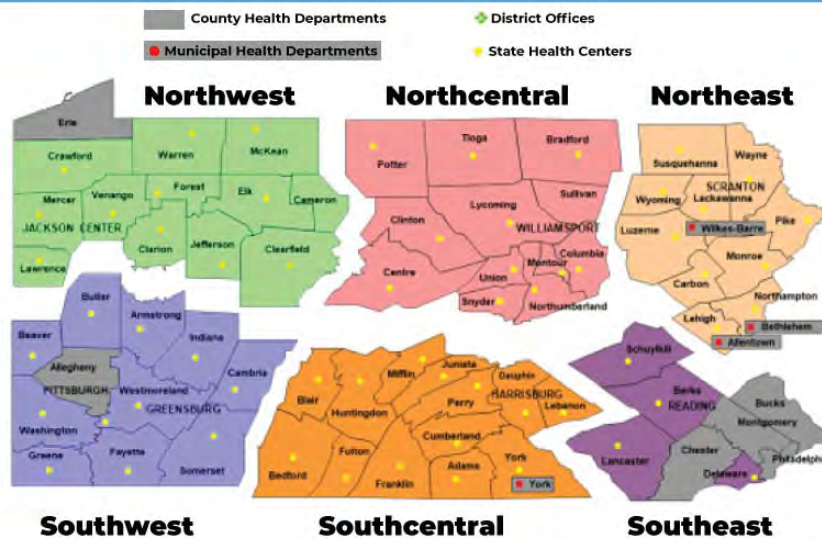 County Health Departments
District Offices
Municipal Health Departments
State Health Centers
Northwest
Northcentral
Northeast
Erie
Crawford
Warren
McKean
Mercer
Venango
Forest
Elk
Cameron
JACKSON CENTER
Clarion
Jefferson
Clearfield
Lawrence
Potter
Tioga
Bradford
Sullivan
Clinton
Lycoming
WILLIAMSPORT
Centre
Union
Montour
Columbia
Snyder
Northumberland
Susquehanna
Wayne
Wyoming
SCRANTON
Lackawanna
Pike
Luzerne
Wilkes-Barre
Monroe
Carbon
Northampton
Lehigh
Bethlehem
Allentown
Butler
Armstrong
Beaver
Indiana
Allegheny
PITTSBURGH
Cambria
Westmoreland
GREENSBURG
Washington
Greene
Fayette
Somerset
Blair
Huntingdon
Mifflin
Juniata
Dauphin
HARRISBURG
Perry
Lebanon
Cumberland
Bedford
Fulton
Franklin
Adams
York
York
Schuylkill
Berks
READING
Bucks
Montgomery
Lancaster
Chester
Delaware
Southwest
Southcentral
Southeast